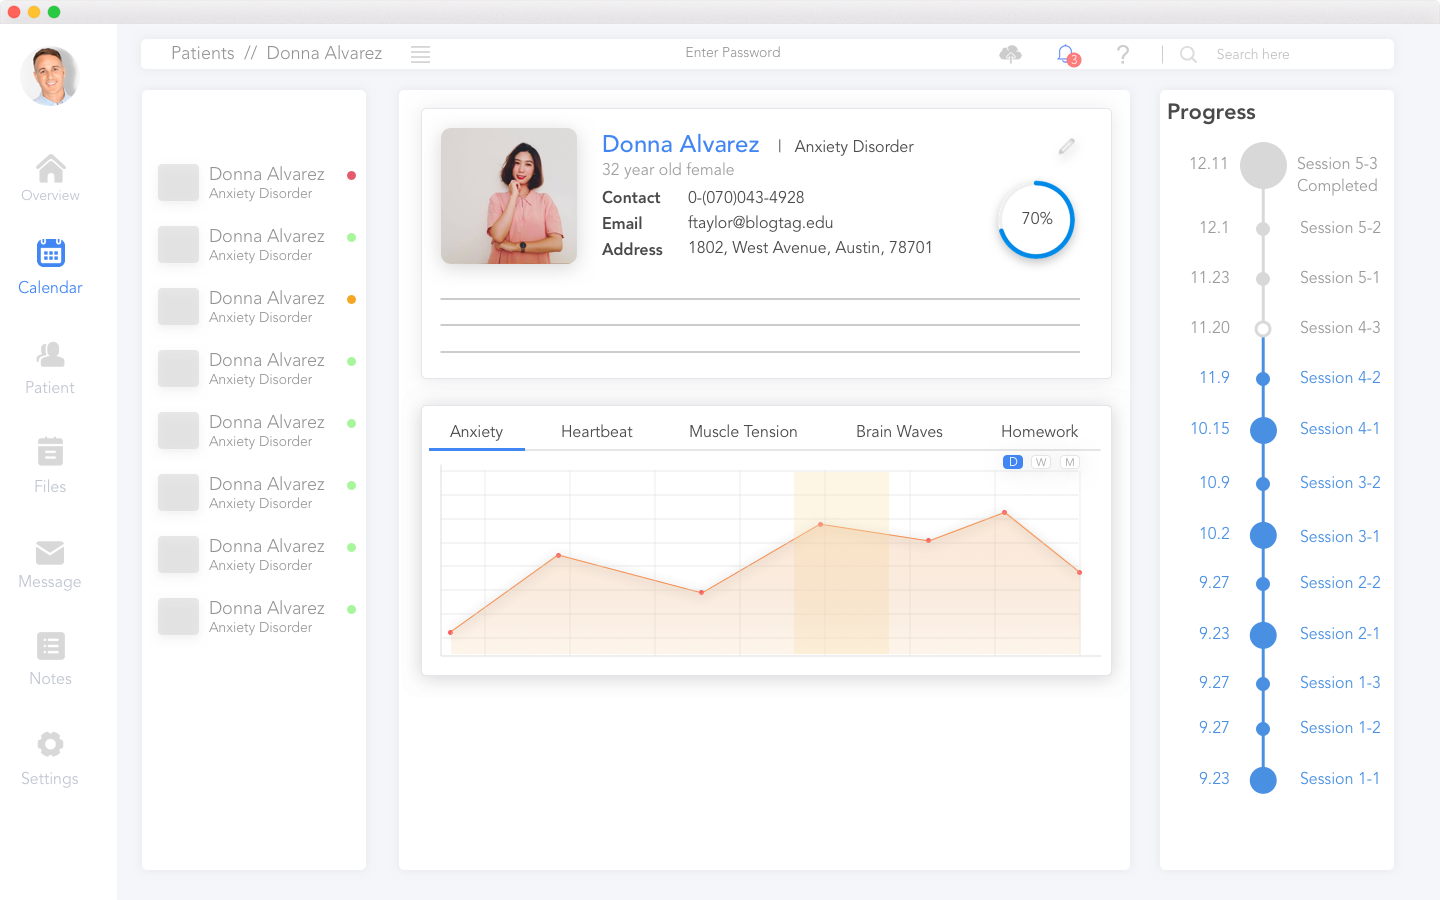 Patients // Donna Alvarez
Enter Password
3
?
Search here
Overview
Calendar
Patient
Files
Message
Notes
Settings
Donna Alvarez
Anxiety Disorder
Donna Alvarez
Anxiety Disorder
Donna Alvarez
Anxiety Disorder
Donna Alvarez
Anxiety Disorder
Donna Alvarez
Anxiety Disorder
Donna Alvarez
Anxiety Disorder
Donna Alvarez
Anxiety Disorder
Donna Alvarez
Anxiety Disorder
Donna Alvarez | Anxiety Disorder
32 year old female
Contact 0-(070)043-4928
Email ftaylor@blogtag.edu
Address 1802, West Avenue, Austin, 78701
70%
Anxiety Heartbeat Muscle Tension Brain Waves Homework
D W M
Progress
12.11 Session 5-3
Completed
12.1 Session 5-2
11.23 Session 5-1
11.20 Session 4-3
11.9 Session 4-2
10.15 Session 4-1
10.9 Session 3-2
10.2 Session 3-1
9.27 Session 2-2
9.23 Session 2-1
9.27 Session 1-3
9.27 Session 1-2
9.23 Session 1-1